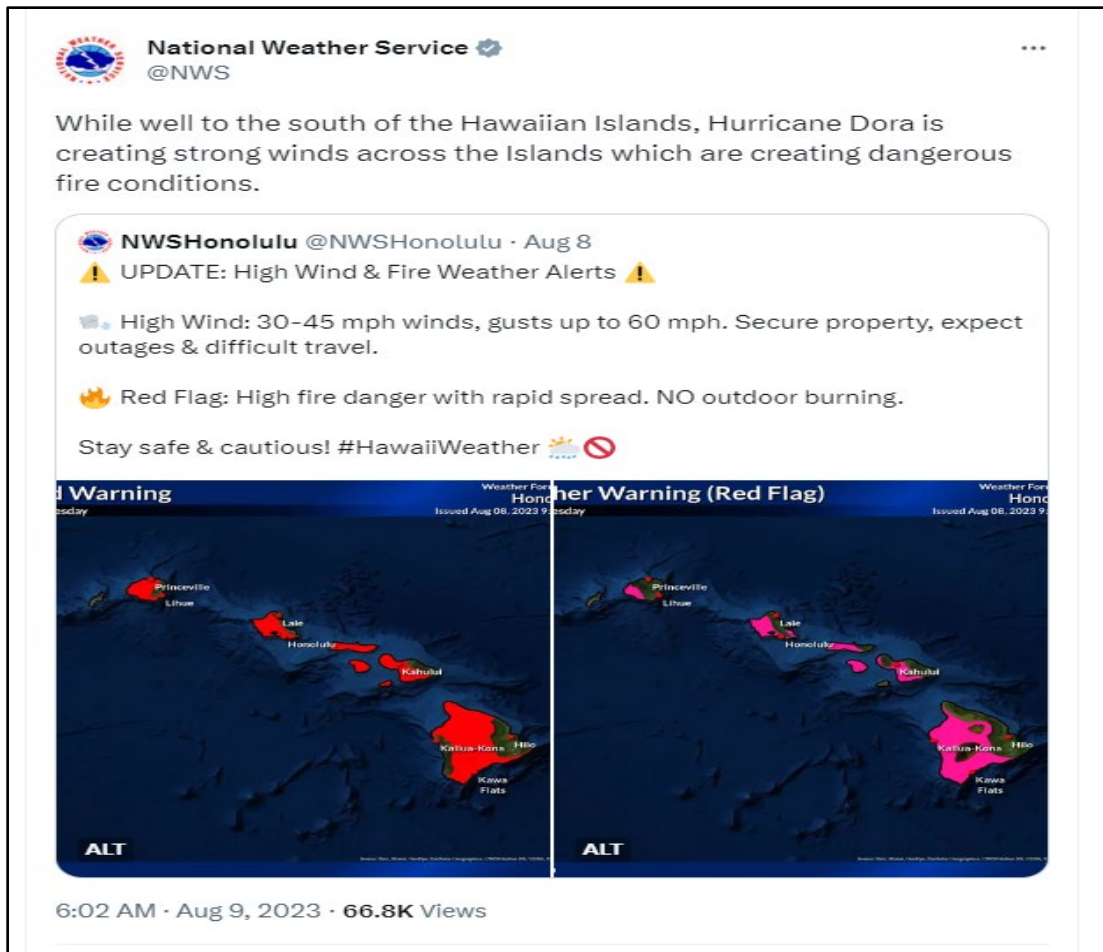 National Weather Service
@NWS
While well to the south of the Hawaiian Islands, Hurricane Dora is
creating strong winds across the Islands which are creating dangerous
fire conditions.
NWSHonolulu @NWSHonolulu · Aug 8
⚠️ UPDATE: High Wind & Fire Weather Alerts ⚠️
🌬️ High Wind: 30-45 mph winds, gusts up to 60 mph. Secure property, expect
outages & difficult travel.
🔥 Red Flag: High fire danger with rapid spread. NO outdoor burning.
Stay safe & cautious! #HawaiiWeather 🌦️🚫
d Warning
Weather For
Hono
esday
Issued Aug 08, 2023 9:
Princeville
Lihue
Laie
Honolulu
Kahului
Kailua-Kona
Hilo
Kawa
Flats
ALT
her Warning (Red Flag)
Weather For
Hono
esday
Issued Aug 08, 2023 9:
Princeville
Lihue
Laie
Honolulu
Kahului
Kailua-Kona
Hilo
Kawa
Flats
ALT
6:02 AM · Aug 9, 2023 · 66.8K Views